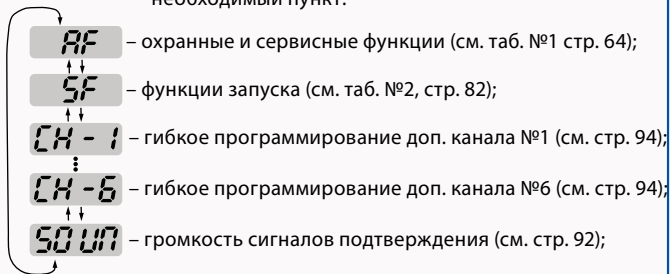 необходимый пункт.
AF – охранные и сервисные функции (см. таб. №1 стр. 64);
SF – функции запуска (см. таб. №2, стр. 82);
CH - 1 – гибкое программирование доп. канала №1 (см. стр. 94);
CH - 6 – гибкое программирование доп. канала №6 (см. стр. 94);
SOUN – громкость сигналов подтверждения (см. стр. 92);